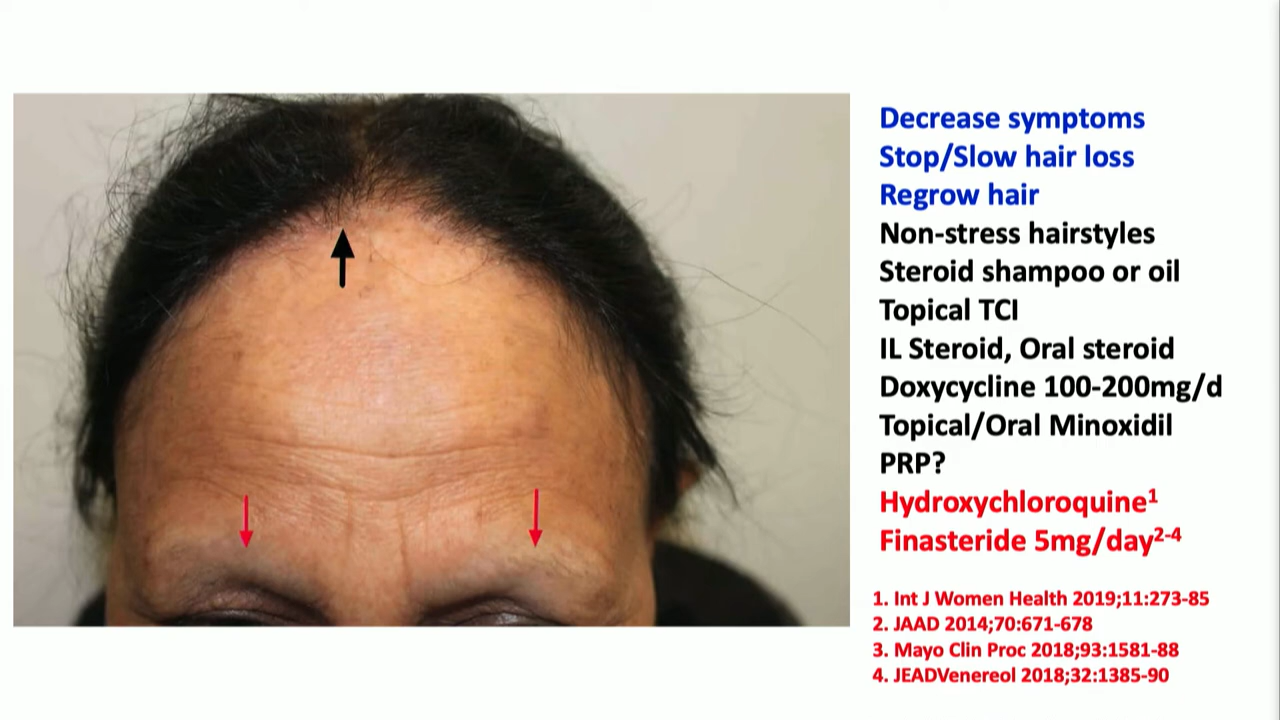 Decrease symptoms
Stop/Slow hair loss
Regrow hair
Non-stress hairstyles
Steroid shampoo or oil
Topical TCI
IL Steroid, Oral steroid
Doxycycline 100-200mg/d
Topical/Oral Minoxidil
PRP?
Hydroxychloroquine¹
Finasteride 5mg/day²⁻⁴
1. Int J Women Health 2019;11:273-85
2. JAAD 2014;70:671-678
3. Mayo Clin Proc 2018;93:1581-88
4. JEADVenereol 2018;32:1385-90